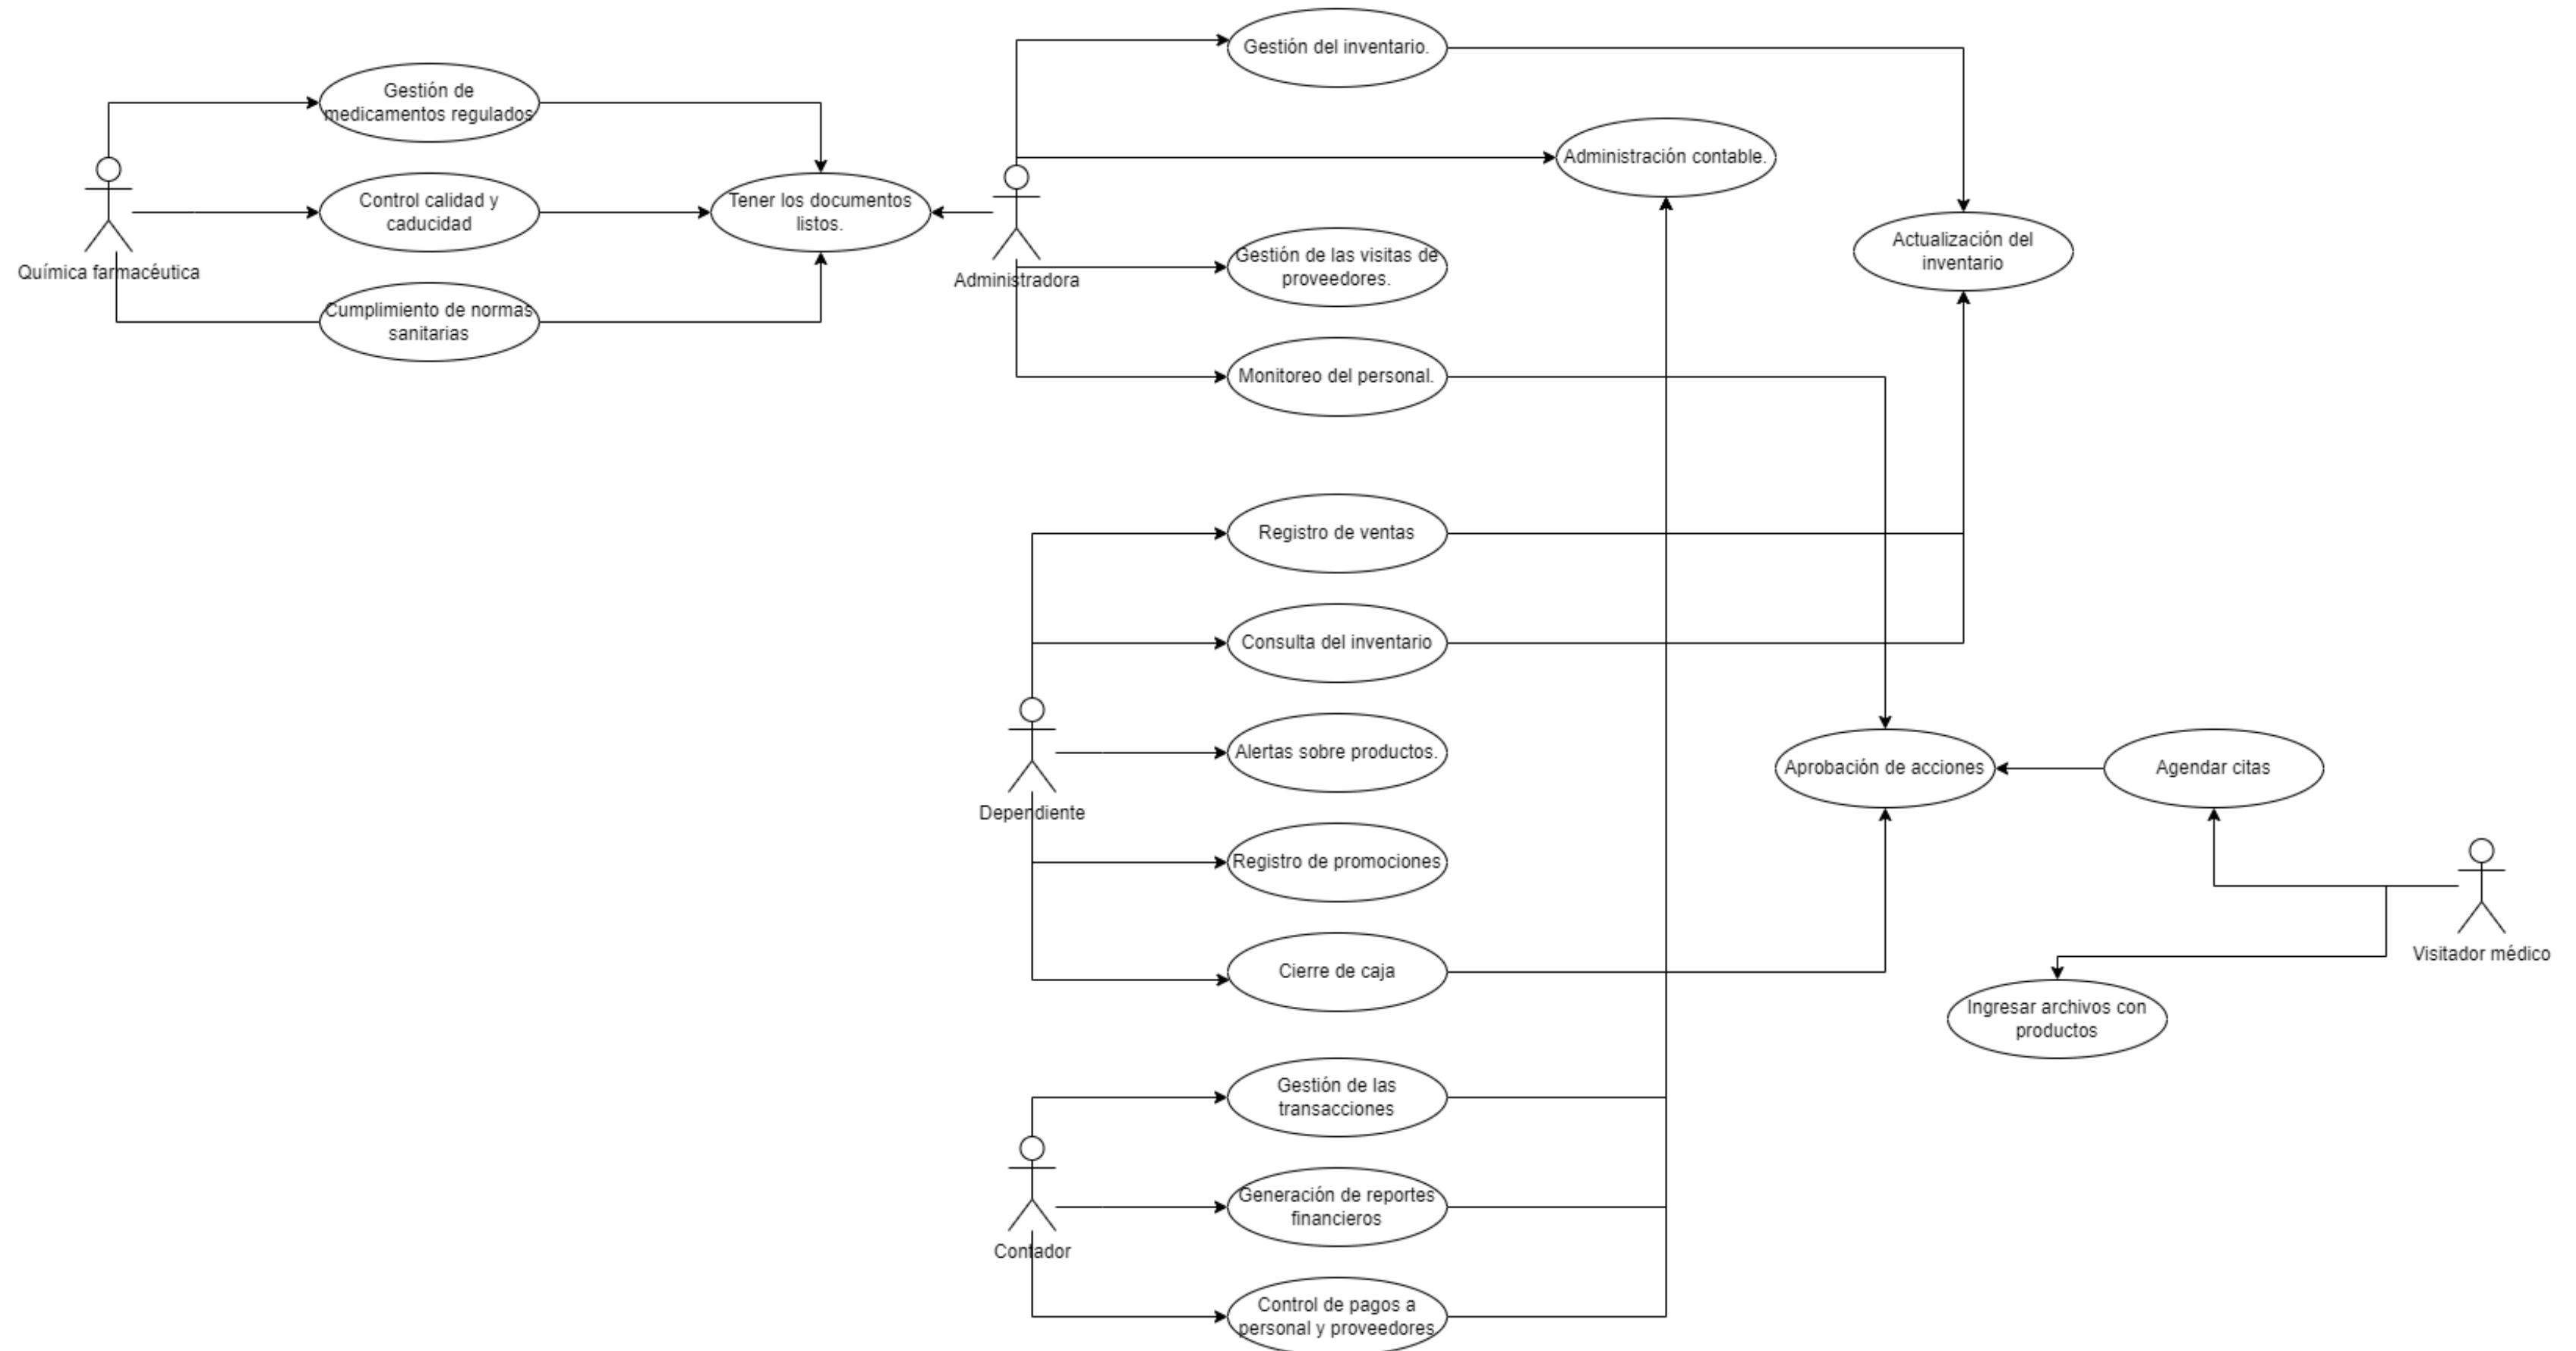 Gestión del inventario.
Gestión de
medicamentos regulados
Administración contable.
Control calidad y
caducidad
Tener los documentos
listos.
Actualización del
inventario
Química farmacéutica
Administradora
Gestión de las visitas de
proveedores.
Cumplimiento de normas
sanitarias
Monitoreo del personal.
Registro de ventas
Consulta del inventario
Alertas sobre productos.
Aprobación de acciones
Agendar citas
Dependiente
Registro de promociones
Visitador médico
Cierre de caja
Ingresar archivos con
productos
Gestión de las
transacciones
Generación de reportes
financieros
Contador
Control de pagos a
personal y proveedores